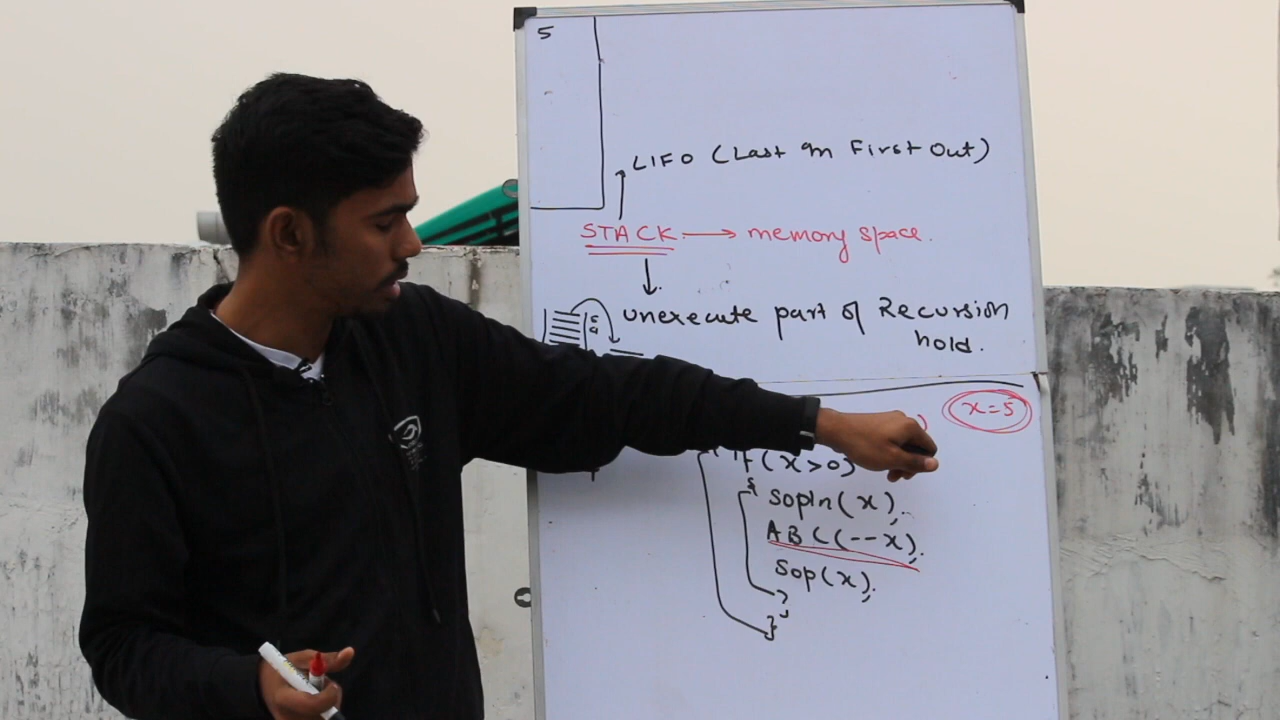 5
LIFO (Last In First Out)
STACK → memory space.
unexecute part of Recursion
hold.
x=5
if(x>0)
{ Sopln(x);
ABC(--x);
Sop(x);
}
}